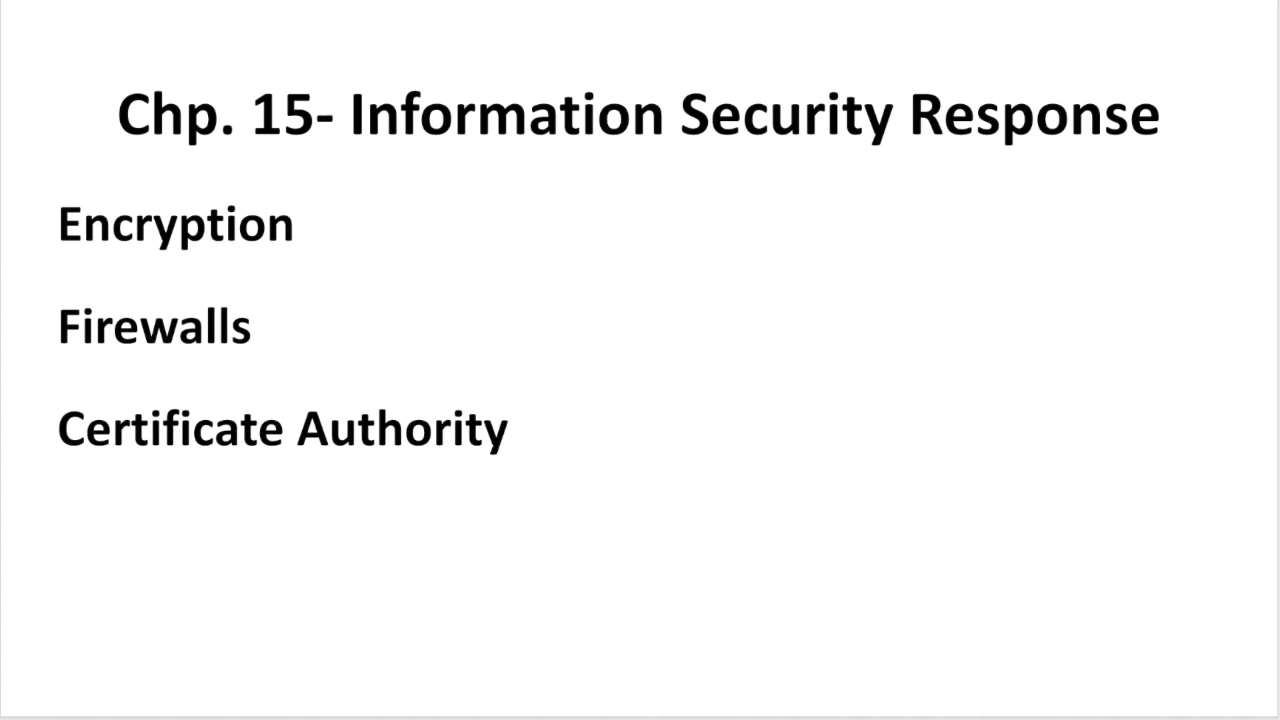 Chp. 15- Information Security Response
Encryption
Firewalls
Certificate Authority